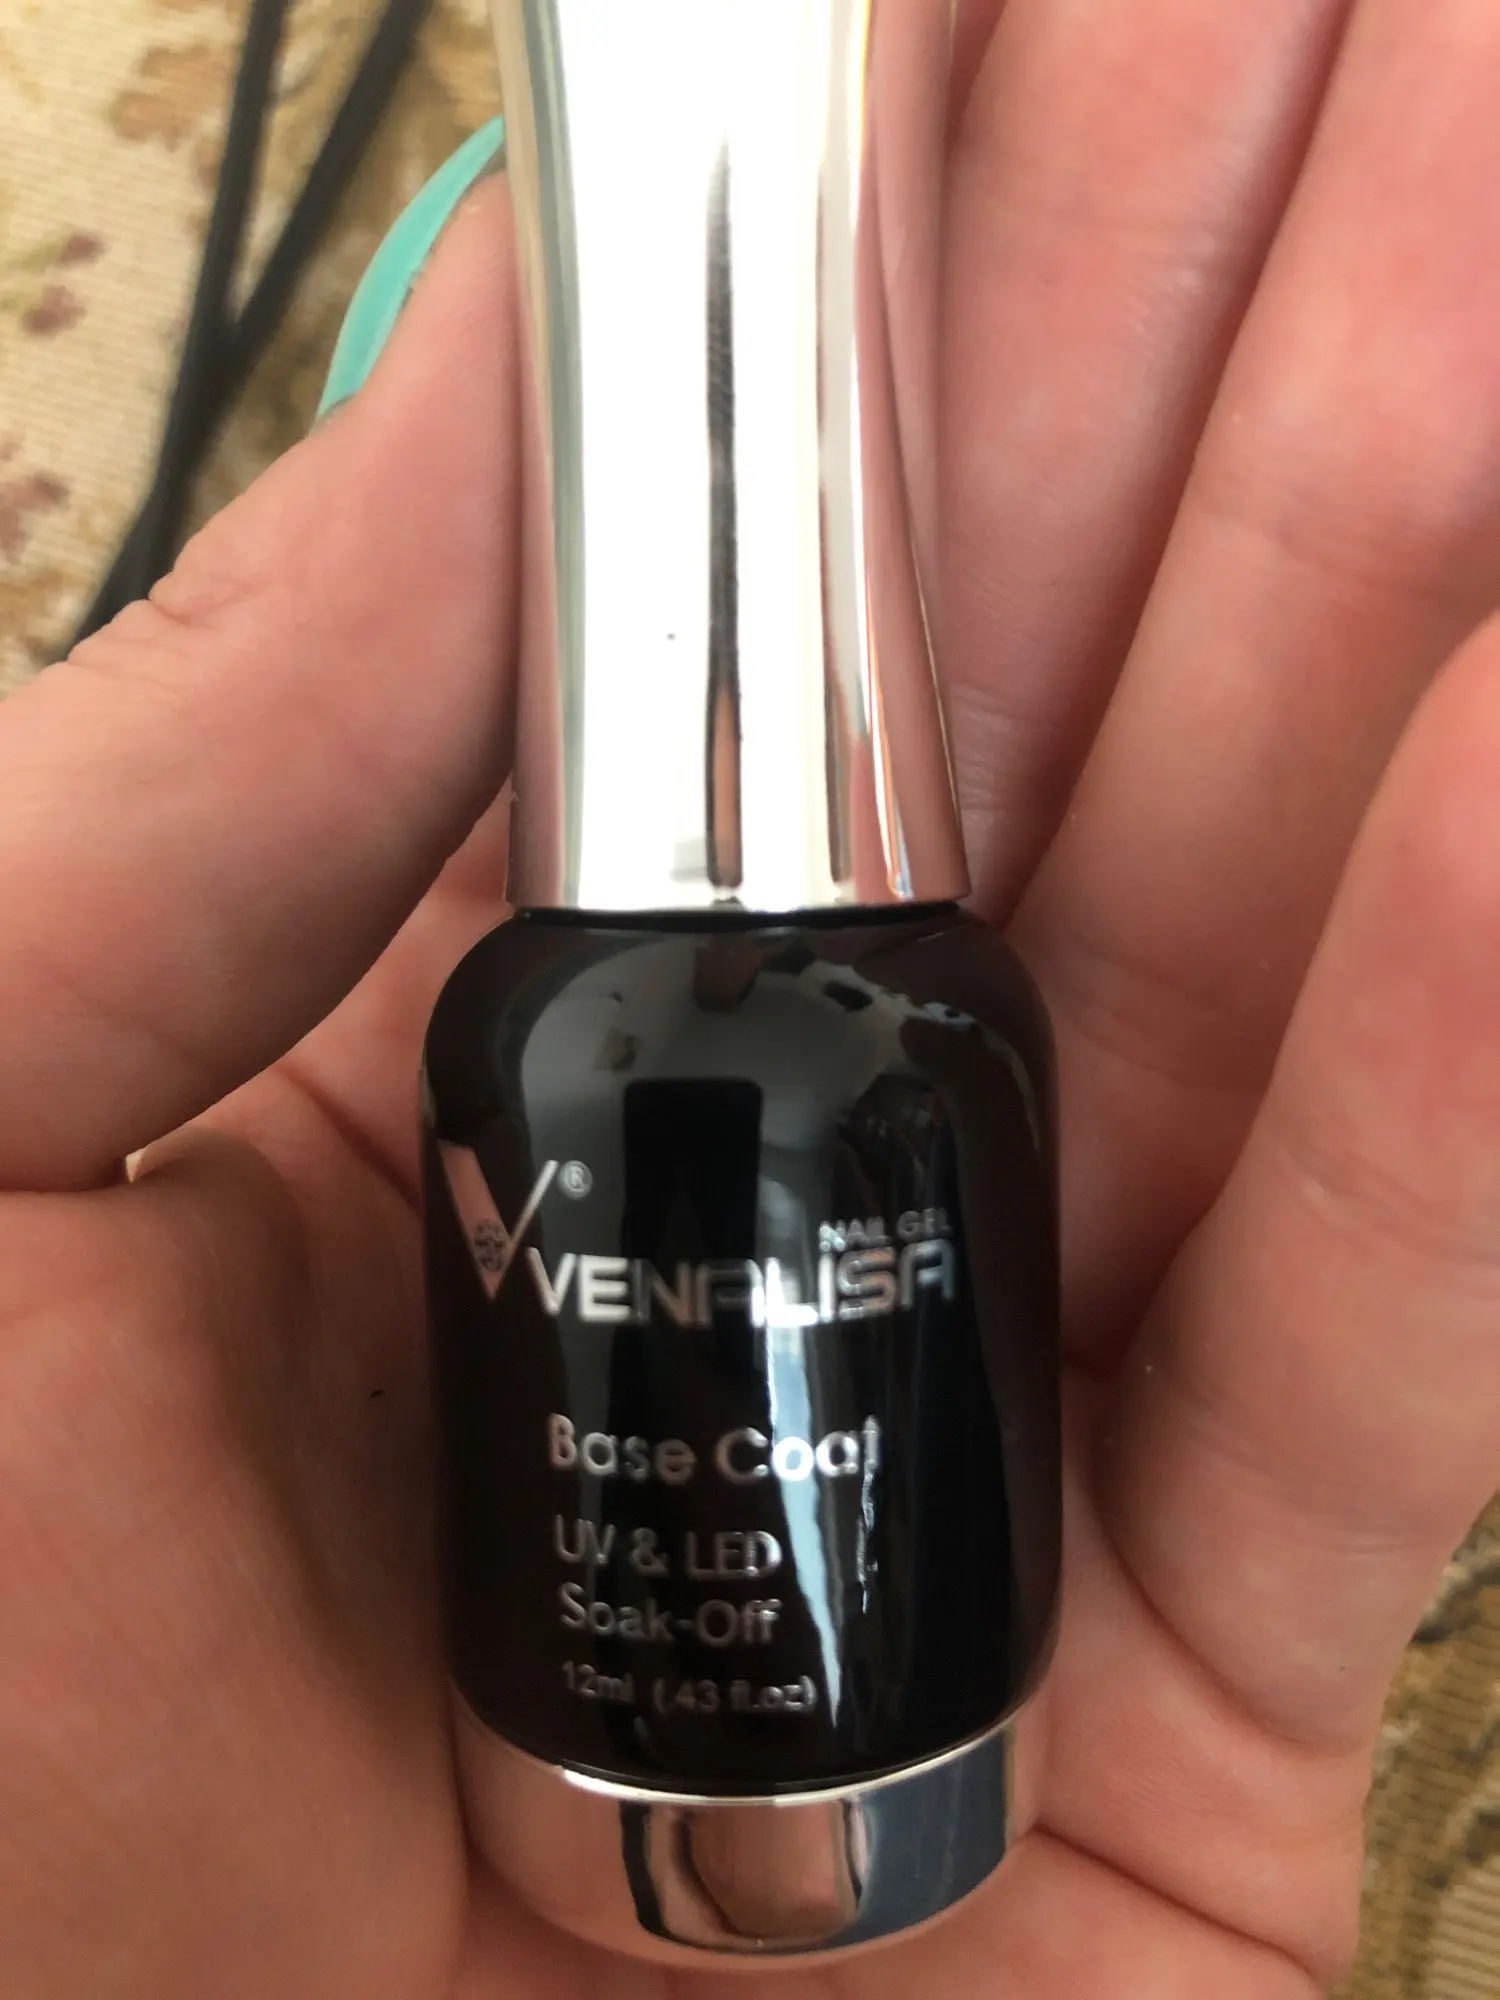 V®
NAIL GEL
VENALISA
Base Coat
UV & LED
Soak-Off
12ml (.43 fl.oz)